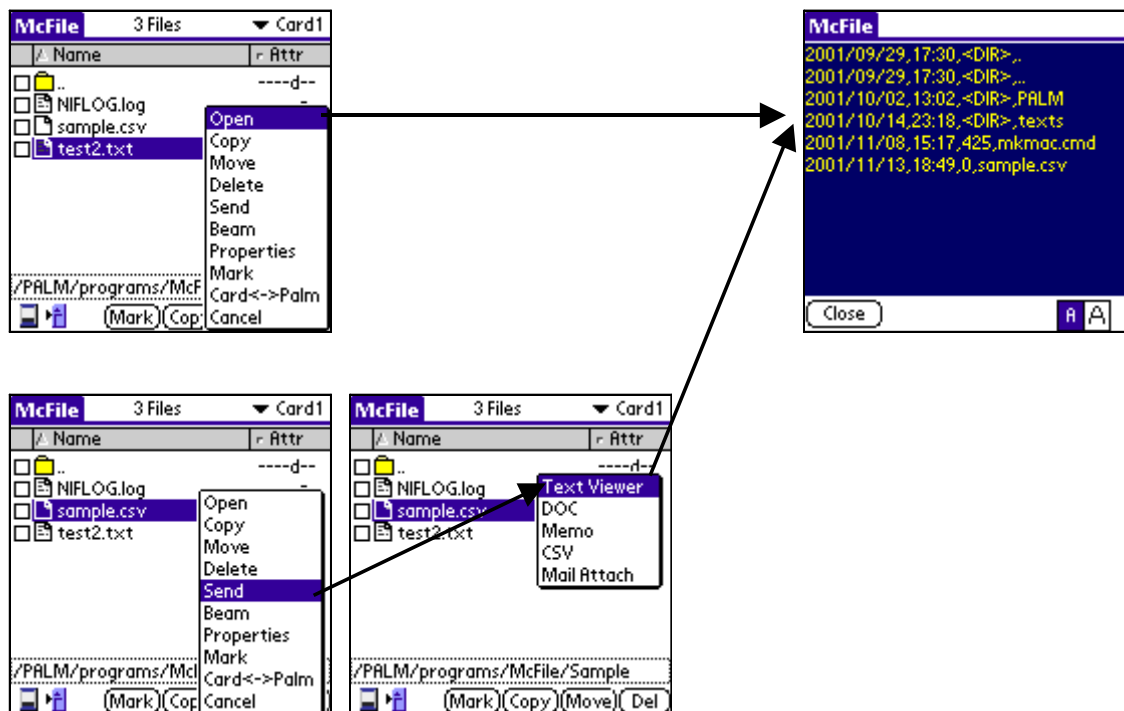 McFile 3 Files Card1
Name Attr
.. ----d--
NIFLOG.log
sample.csv
test2.txt
Open
Copy
Move
Delete
Send
Beam
Properties
Mark
Card<->Palm
Cancel
/PALM/programs/McF
(Mark)(Cop
McFile
2001/09/29,17:30,<DIR>,.
2001/09/29,17:30,<DIR>,..
2001/10/02,13:02,<DIR>,PALM
2001/10/14,23:18,<DIR>,texts
2001/11/08,15:17,425,mkmac.cmd
2001/11/13,18:49,0,sample.csv
Close A A
McFile 3 Files Card1
Name Attr
.. ----d--
NIFLOG.log
sample.csv
test2.txt
Open
Copy
Move
Delete
Send
Beam
Properties
Mark
Card<->Palm
Cancel
/PALM/programs/Mc
(Mark)(Cop
McFile 3 Files Card1
Name Attr
.. ----d--
NIFLOG.log
sample.csv
test2.txt
Text Viewer
DOC
Memo
CSV
Mail Attach
/PALM/programs/McFile/Sample
(Mark)(Copy)(Move)( Del )